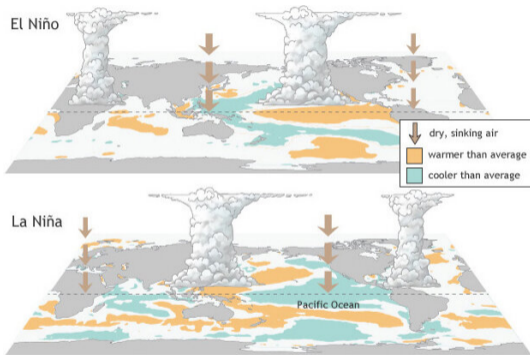 El Niño
dry, sinking air
warmer than average
cooler than average
La Niña
Pacific Ocean